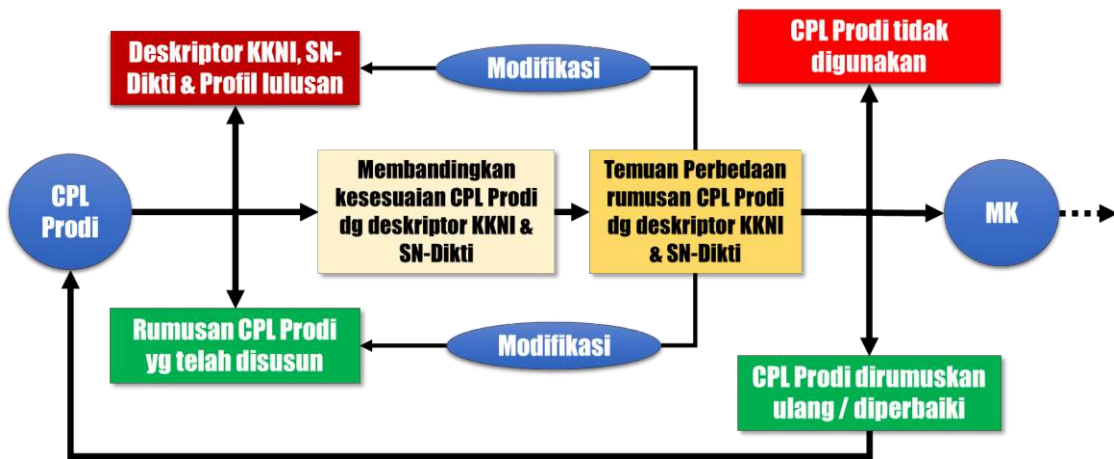 Deskriptor KKNI, SN-
Dikti & Profil lulusan
Modifikasi
CPL Prodi tidak
digunakan
CPL
Prodi
Membandingkan
kesesuaian CPL Prodi
dg deskriptor KKNI &
SN-Dikti
Temuan Perbedaan
rumusan CPL Prodi
dg deskriptor KKNI
& SN-Dikti
MK
Rumusan CPL Prodi
yg telah disusun
Modifikasi
CPL Prodi dirumuskan
ulang / diperbaiki